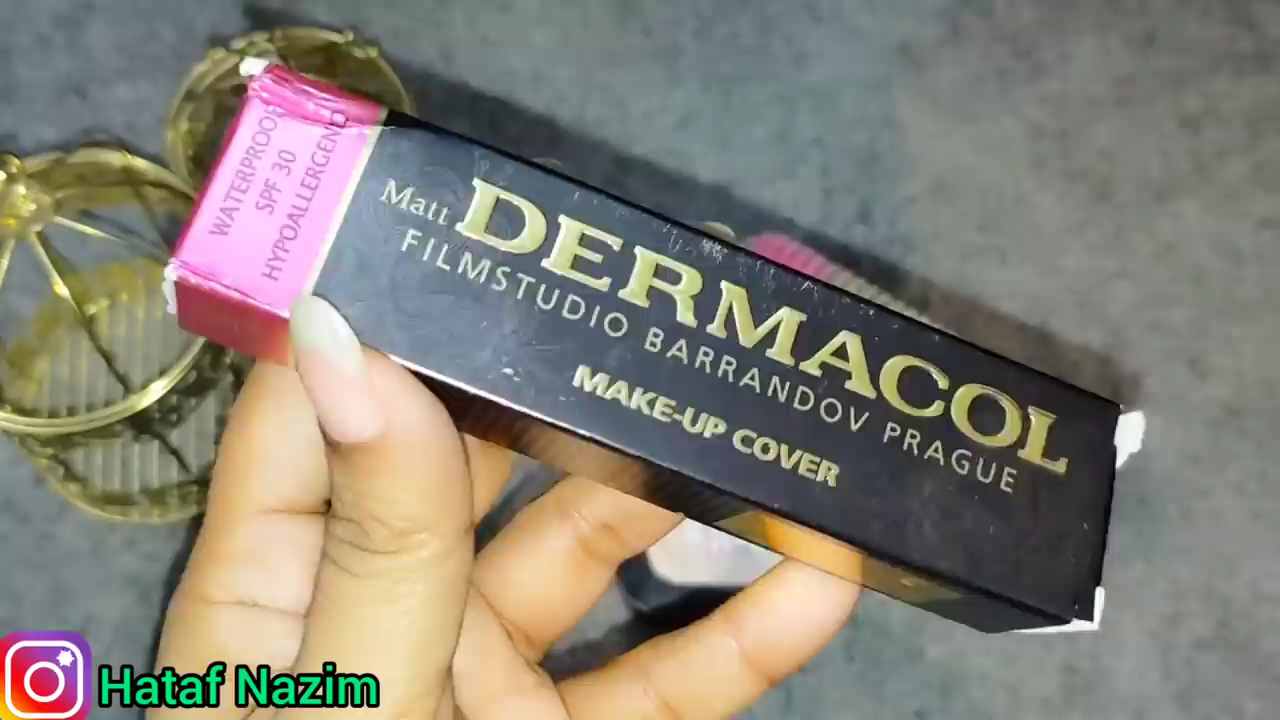 WATERPROOF
SPF 30
HYPOALLERGENIC
Matt DERMACOL
FILMSTUDIO BARRANDOV PRAGUE
MAKE-UP COVER
Hataf Nazim